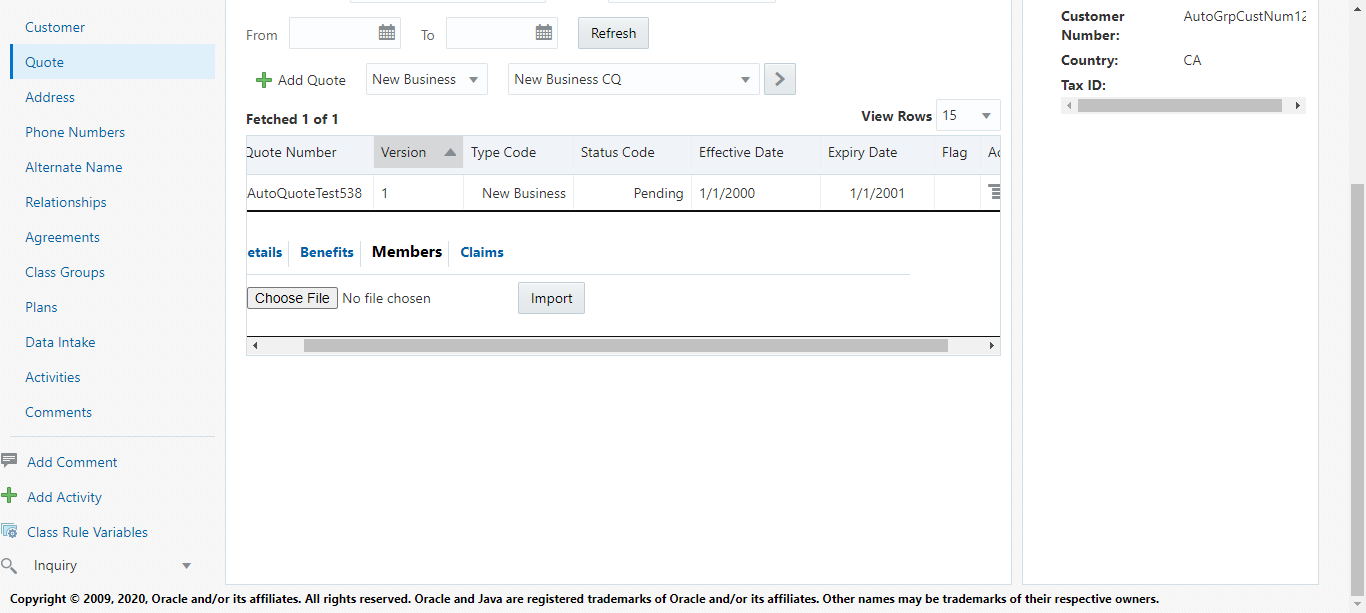 Customer
Quote
Address
Phone Numbers
Alternate Name
Relationships
Agreements
Class Groups
Plans
Data Intake
Activities
Comments
Add Comment
Add Activity
Class Rule Variables
Inquiry
From To Refresh
Add Quote New Business New Business CQ
Fetched 1 of 1 View Rows 15
Quote Number Version Type Code Status Code Effective Date Expiry Date Flag
AutoQuoteTest538 1 New Business Pending 1/1/2000 1/1/2001
etails Benefits Members Claims
Choose File No file chosen Import
Customer Number: AutoGrpCustNum12
Country: CA
Tax ID:
Copyright © 2009, 2020, Oracle and/or its affiliates. All rights reserved. Oracle and Java are registered trademarks of Oracle and/or its affiliates. Other names may be trademarks of their respective owners.